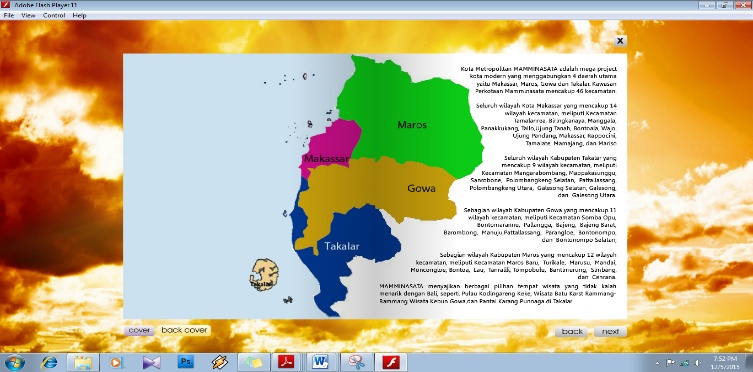 Adobe Flash Player 11
File View Control Help
X
Kota Metropolitan MAMMINASATA adalah mega project
kota modern yang menggabungkan 4 daerah utama
yaitu Makassar, Maros, Gowa dan Takalar. Kawasan
Perkotaan Mamminasata mencakup 46 kecamatan.
Seluruh wilayah Kota Makassar yang mencakup 14
wilayah kecamatan, meliputi Kecamatan
Tamalanrea, Biringkanaya, Manggala,
Panakkukang, Tallo, Ujung Tanah, Bontoala, Wajo,
Ujung Pandang, Makassar, Rappocini,
Tamalate, Mamajang, dan Mariso
Seluruh wilayah Kabupaten Takalar yang
mencakup 9 wilayah kecamatan, meliputi
Kecamatan Mangarabombang, Mappakasunggu,
Sanrobone, Polombangkeng Selatan, Pattallassang,
Polombangkeng Utara, Galesong Selatan, Galesong,
dan Galesong Utara.
Sebagian wilayah Kabupaten Gowa yang mencakup 11
wilayah kecamatan, meliputi Kecamatan Somba Opu,
Bontomarannu, Pallangga, Bajeng, Bajeng Barat,
Barombong, Manuju, Pattallassang, Parangloe, Bontonompo,
dan Bontonompo Selatan,
Sebagian wilayah Kabupaten Maros yang mencakup 12 wilayah
kecamatan, meliputi Kecamatan Maros Baru, Turikale, Marusu, Mandai,
Moncongloe, Bontoa, Lau, Tanralili, Tompobulu, Bantimurung, Simbang,
dan Cenrana.
MAMMINASATA menyajikan berbagai pilihan tempat wisata yang tidak kalah
menarik dengan Bali, seperti Pulau Kodingareng Keke, Wisata Batu Karst Rammang-
Rammang Wisata Kebun Gowa dan Pantai Karang Punnaga di Takalar
Maros
Makassar
Gowa
Takalar
Takalar
cover back cover
back next
Ps
7:52 PM
12/5/2015